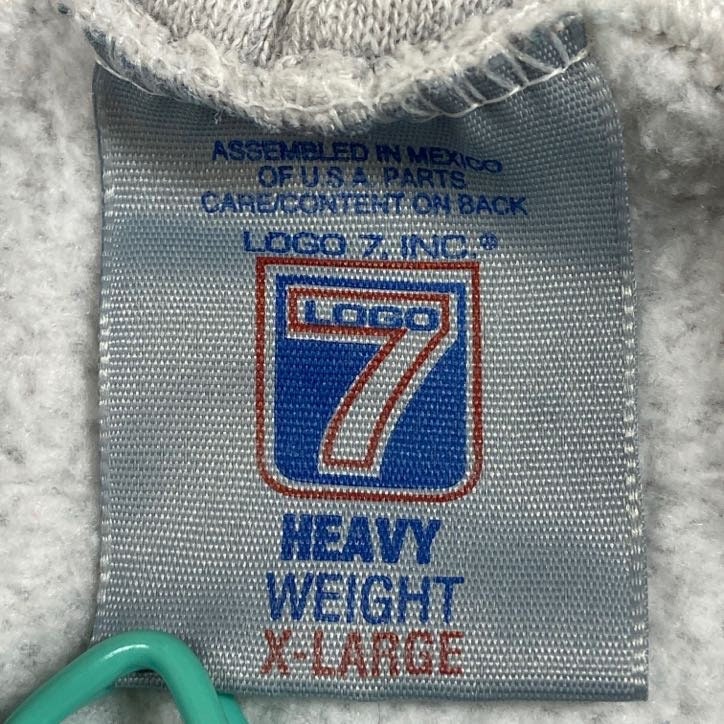 ASSEMBLED IN MEXICO
OF U.S.A. PARTS
CARE/CONTENT ON BACK
LOGO 7, INC.®
LOGO
7
HEAVY
WEIGHT
X-LARGE